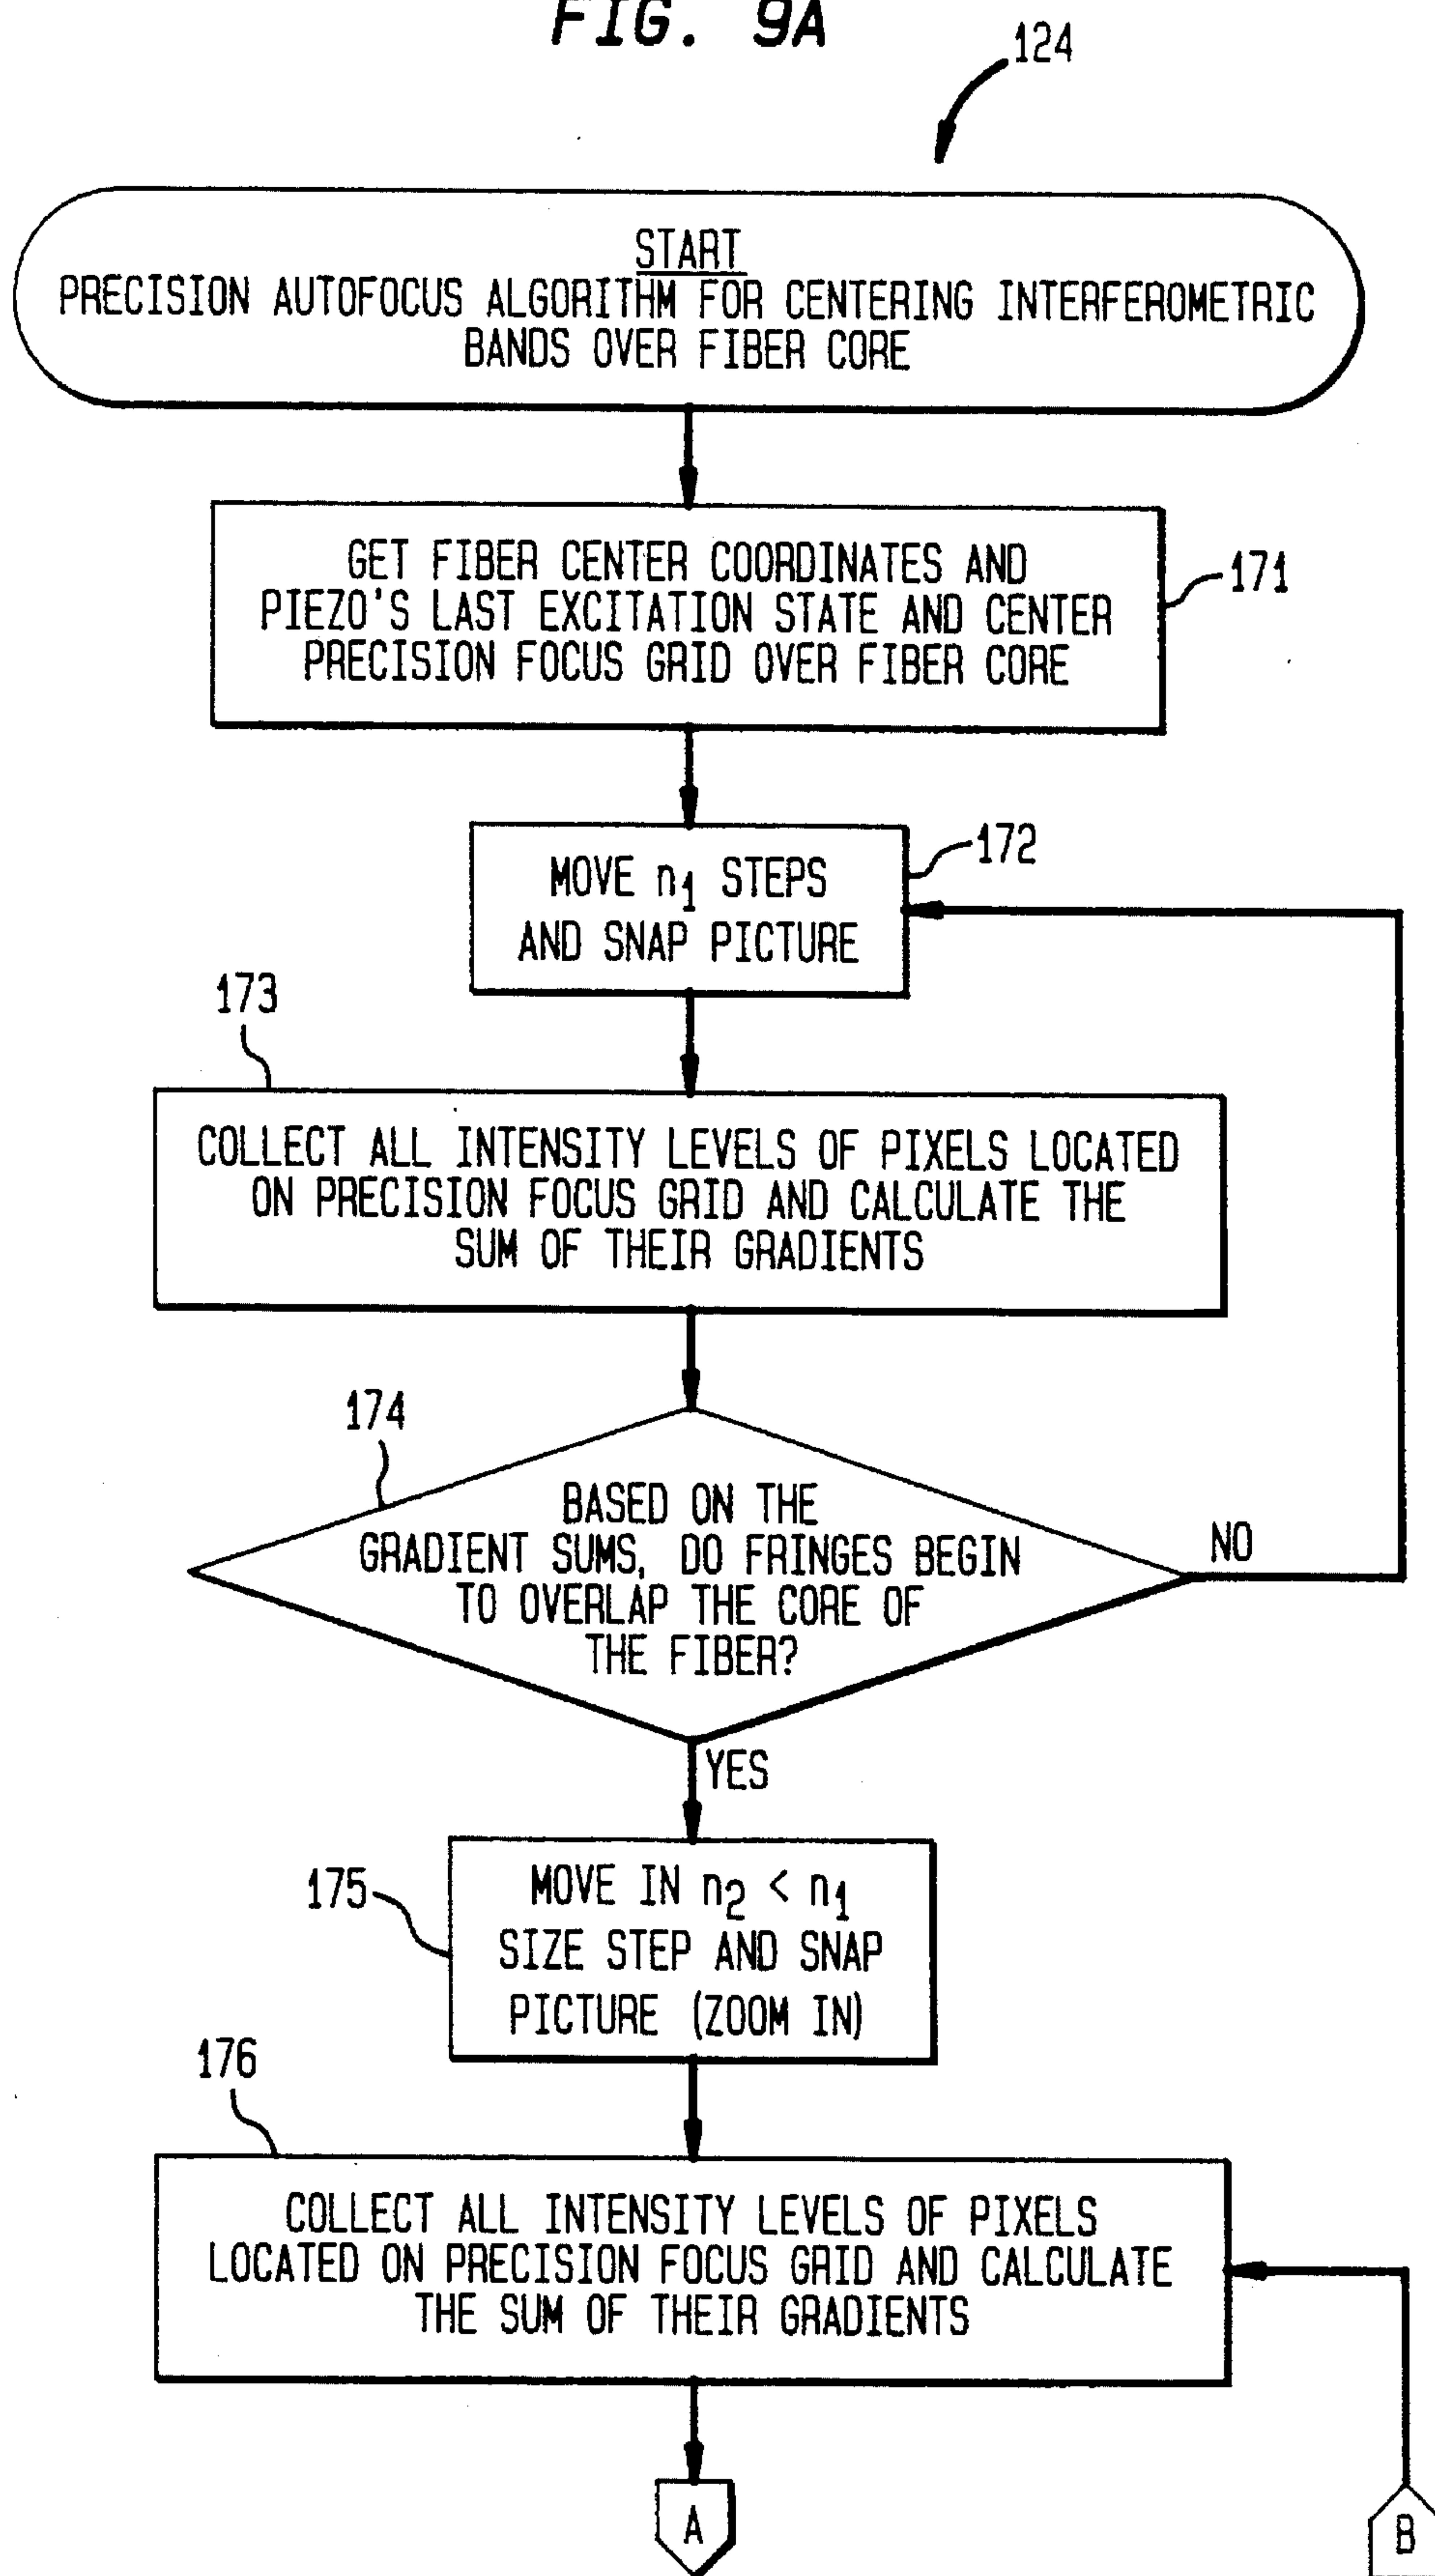 FIG. 9A
124
START
PRECISION AUTOFOCUS ALGORITHM FOR CENTERING INTERFEROMETRIC
BANDS OVER FIBER CORE
GET FIBER CENTER COORDINATES AND
PIEZO'S LAST EXCITATION STATE AND CENTER
PRECISION FOCUS GRID OVER FIBER CORE
171
MOVE n1 STEPS
AND SNAP PICTURE
172
173
COLLECT ALL INTENSITY LEVELS OF PIXELS LOCATED
ON PRECISION FOCUS GRID AND CALCULATE THE
SUM OF THEIR GRADIENTS
174
BASED ON THE
GRADIENT SUMS, DO FRINGES BEGIN
TO OVERLAP THE CORE OF
THE FIBER?
NO
YES
175
MOVE IN n2 < n1
SIZE STEP AND SNAP
PICTURE (ZOOM IN)
176
COLLECT ALL INTENSITY LEVELS OF PIXELS
LOCATED ON PRECISION FOCUS GRID AND CALCULATE
THE SUM OF THEIR GRADIENTS
A
B